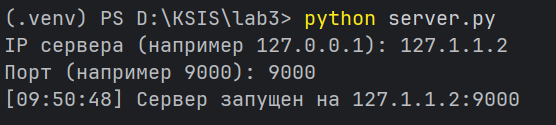 (.venv) PS D:\KSIS\lab3> python server.py
IP сервера (например 127.0.0.1): 127.1.1.2
Порт (например 9000): 9000
[09:50:48] Сервер запущен на 127.1.1.2:9000